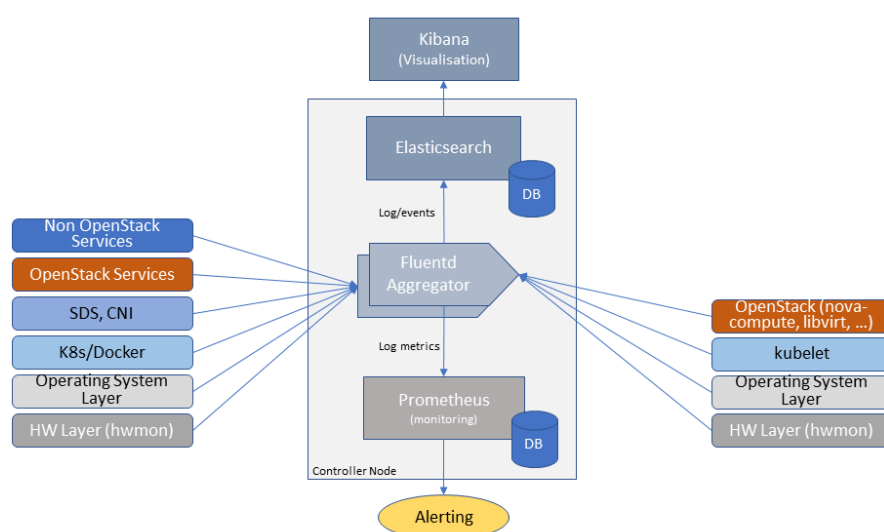 Kibana
(Visualisation)
Elasticsearch
DB
Log/events
Non OpenStack
Services
OpenStack Services
SDS, CNI
K8s/Docker
Operating System
Layer
HW Layer (hwmon)
Fluentd
Aggregator
OpenStack (nova-
compute, libvirt, ...)
kubelet
Operating System
Layer
HW Layer (hwmon)
Log metrics
Prometheus
(monitoring)
DB
Controller Node
Alerting